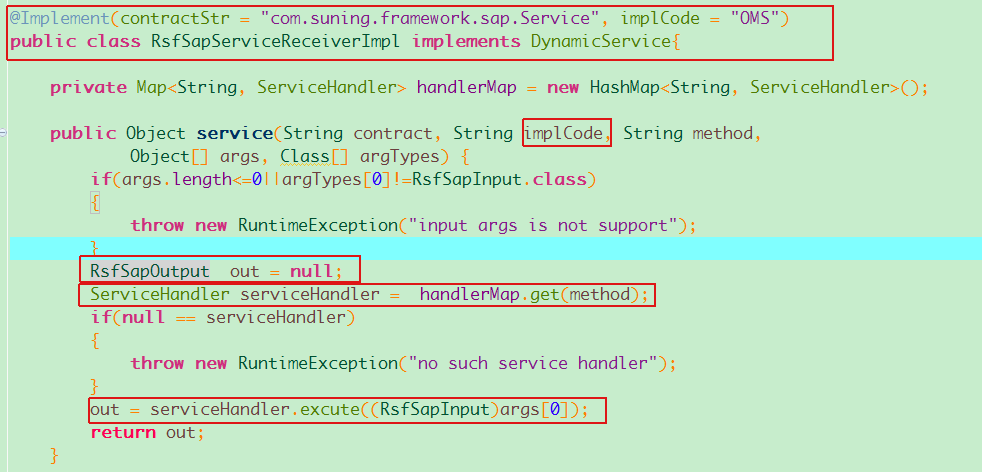 @Implement(contractStr = "com.suning.framework.sap.Service", implCode = "OMS")
public class RsfSapServiceReceiverImpl implements DynamicService{
private Map<String, ServiceHandler> handlerMap = new HashMap<String, ServiceHandler>();
public Object service(String contract, String implCode, String method,
Object[] args, Class[] argTypes) {
if(args.length<=0||argTypes[0]!=RsfSapInput.class)
{
throw new RuntimeException("input args is not support");
}
RsfSapOutput  out = null;
ServiceHandler serviceHandler =  handlerMap.get(method);
if(null == serviceHandler)
{
throw new RuntimeException("no such service handler");
}
out = serviceHandler.excute((RsfSapInput)args[0]);
return out;
}